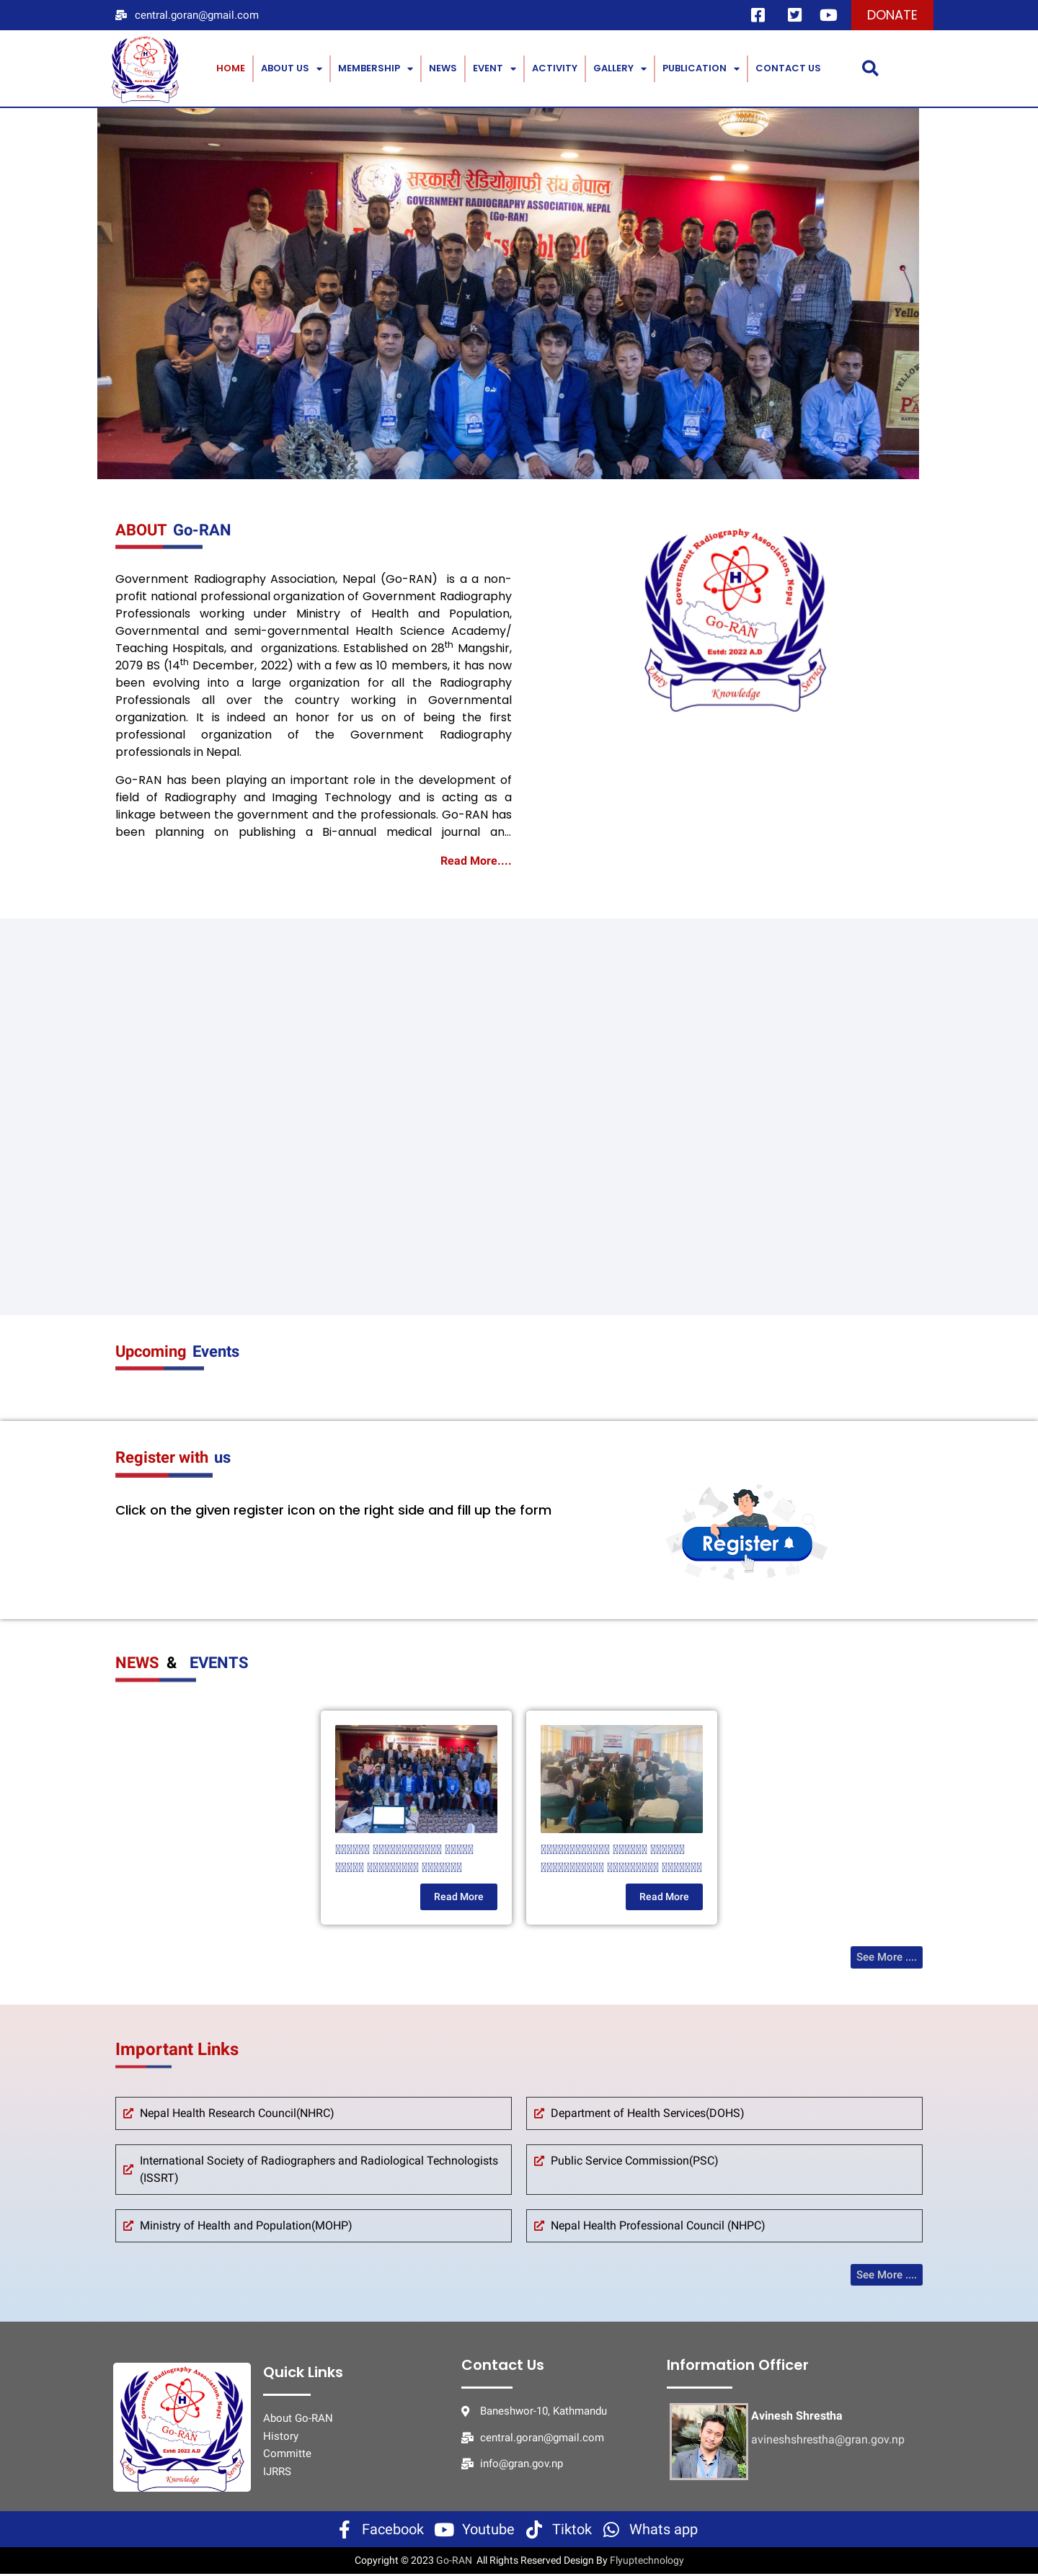 central.goran@gmail.com
DONATE
HOME
ABOUT US
MEMBERSHIP
NEWS
EVENT
ACTIVITY
GALLERY
PUBLICATION
CONTACT US
सरकारी रेडियोग्राफी संघ नेपाल
GOVERNMENT RADIOGRAPHY ASSOCIATION, NEPAL
(Go-RAN)
ABOUT Go-RAN
Government Radiography Association, Nepal (Go-RAN) is a a non-
profit national professional organization of Government Radiography
Professionals working under Ministry of Health and Population,
Governmental and semi-governmental Health Science Academy/
Teaching Hospitals, and organizations. Established on 28th Mangshir,
2079 BS (14th December, 2022) with a few as 10 members, it has now
been evolving into a large organization for all the Radiography
Professionals all over the country working in Governmental
organization. It is indeed an honor for us on of being the first
professional organization of the Government Radiography
professionals in Nepal.
Go-RAN has been playing an important role in the development of
field of Radiography and Imaging Technology and is acting as a
linkage between the government and the professionals. Go-RAN has
been planning on publishing a Bi-annual medical journal an...
Read More....
Government Radiography Association, Nepal
H
Go-RAN
Estd: 2022 A.D
Unity
Knowledge
Service
Upcoming Events
Register with us
Click on the given register icon on the right side and fill up the form
Register
NEWS & EVENTS
Read More
Read More
See More ....
Important Links
Nepal Health Research Council(NHRC)
Department of Health Services(DOHS)
International Society of Radiographers and Radiological Technologists
(ISSRT)
Public Service Commission(PSC)
Ministry of Health and Population(MOHP)
Nepal Health Professional Council (NHPC)
See More ....
Government Radiography Association, Nepal
H
Go-RAN
Estd: 2022 A.D
Unity
Knowledge
Service
Quick Links
About Go-RAN
History
Committe
IJRRS
Contact Us
Baneshwor-10, Kathmandu
central.goran@gmail.com
info@gran.gov.np
Information Officer
Avinesh Shrestha
avineshshrestha@gran.gov.np
Facebook
Youtube
Tiktok
Whats app
Copyright © 2023 Go-RAN All Rights Reserved Design By Flyuptechnology